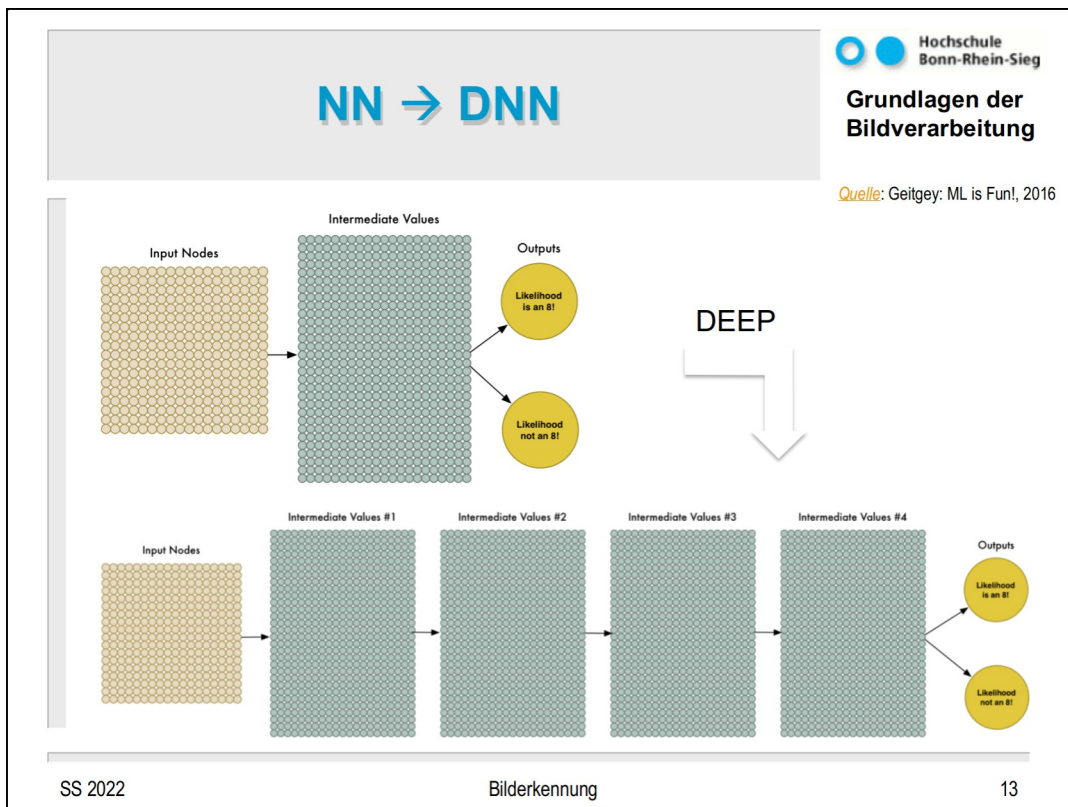 NN → DNN
Hochschule
Bonn-Rhein-Sieg
Grundlagen der
Bildverarbeitung
Quelle: Geitgey: ML is Fun!, 2016
Intermediate Values
Input Nodes
Outputs
Likelihood
is an 8!
Likelihood
not an 8!
DEEP
Intermediate Values #1
Intermediate Values #2
Intermediate Values #3
Intermediate Values #4
Input Nodes
Outputs
Likelihood
is an 8!
Likelihood
not an 8!
SS 2022
Bilderkennung
13